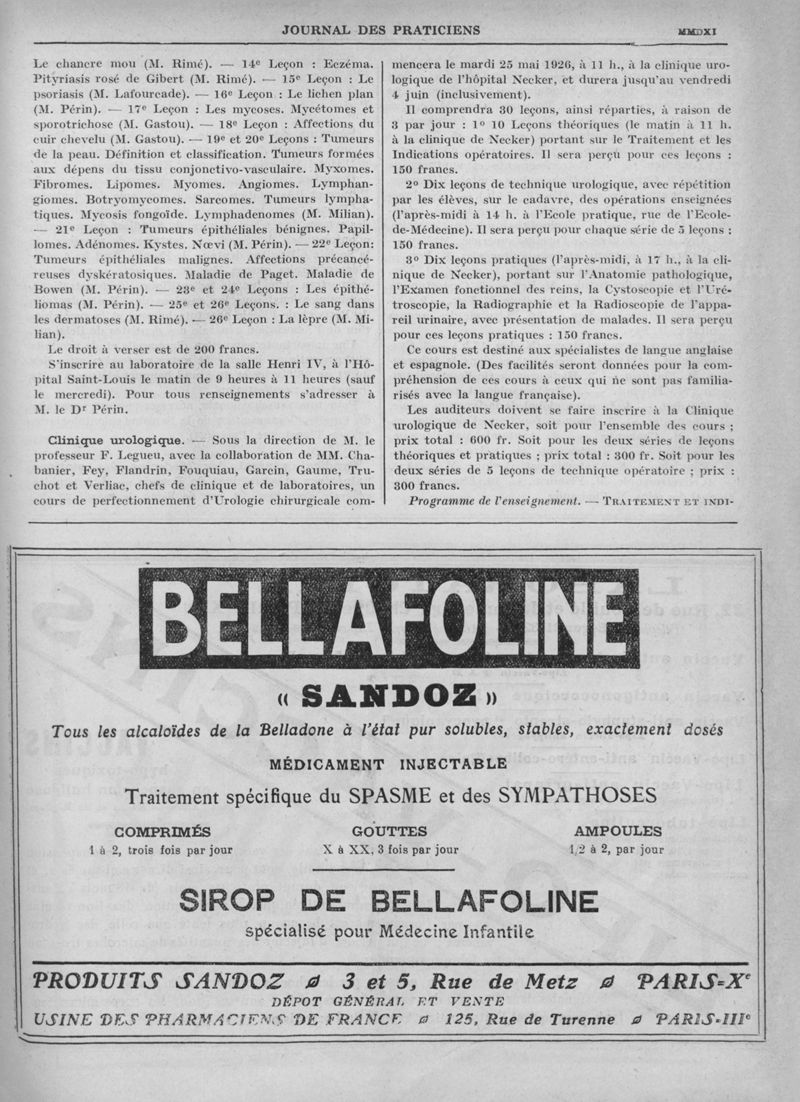 JOURNAL DES PRATICIENS
MMDXI
Le chancre mou (M. Rimé). — 14e Leçon : Eczéma.
Pityriasis rosé de Gibert (M. Rimé). — 15e Leçon : Le
psoriasis (M. Lafourcade). — 16e Leçon : Le lichen plan
(M. Périn). — 17e Leçon : Les mycoses. Mycétomes et
sporotrichose (M. Gastou). — 18e Leçon : Affections du
cuir chevelu (M. Gastou). — 19e et 20e Leçons : Tumeurs
de la peau. Définition et classification. Tumeurs formées
aux dépens du tissu conjonctivo-vasculaire. Myxomes.
Fibromes. Lipomes. Myomes. Angiomes. Lymphan-
giomes. Botryomycomes. Sarcomes. Tumeurs lympha-
tiques. Mycosis fongoïde. Lymphadenomes (M. Milian).
— 21e Leçon : Tumeurs épithéliales bénignes. Papil-
lomes. Adénomes. Kystes. Nœvi (M. Périn). — 22e Leçon:
Tumeurs épithéliales malignes. Affections précancé-
reuses dyskératosiques. Maladie de Paget. Maladie de
Bowen (M. Périn). — 23e et 24e Leçons : Les épithé-
liomas (M. Périn). — 25e et 26e Leçons. : Le sang dans
les dermatoses (M. Rimé). — 26e Leçon : La lèpre (M. Mi-
lian).
Le droit à verser est de 200 francs.
S'inscrire au laboratoire de la salle Henri IV, à l'Hô-
pital Saint-Louis le matin de 9 heures à 11 heures (sauf
le mercredi). Pour tous renseignements s'adresser à
M. le Dr Périn.
Clinique urologique. — Sous la direction de M. le
professeur F. Legueu, avec la collaboration de MM. Cha-
banier, Fey, Flandrin, Fouquiau, Garcin, Gaume, Tru-
chot et Verliac, chefs de clinique et de laboratoires, un
cours de perfectionnement d'Urologie chirurgicale com-
mencera le mardi 25 mai 1926, à 11 h., à la clinique uro-
logique de l'hôpital Necker, et durera jusqu'au vendredi
4 juin (inclusivement).
Il comprendra 30 leçons, ainsi réparties, à raison de
3 par jour : 1o 10 Leçons théoriques (le matin à 11 h.
à la clinique de Necker) portant sur le Traitement et les
Indications opératoires. Il sera perçu pour ces leçons :
150 francs.
2o Dix leçons de technique urologique, avec répétition
par les élèves, sur le cadavre, des opérations enseignées
(l'après-midi à 14 h. à l'Ecole pratique, rue de l'Ecole-
de-Médecine). Il sera perçu pour chaque série de 5 leçons :
150 francs.
3o Dix leçons pratiques (l'après-midi, à 17 h., à la cli-
nique de Necker), portant sur l'Anatomie pathologique,
l'Examen fonctionnel des reins, la Cystoscopie et l'Uré-
troscopie, la Radiographie et la Radioscopie de l'appa-
reil urinaire, avec présentation de malades. Il sera perçu
pour ces leçons pratiques : 150 francs.
Ce cours est destiné aux spécialistes de langue anglaise
et espagnole. (Des facilités seront données pour la com-
préhension de ces cours à ceux qui ne sont pas familia-
risés avec la langue française).
Les auditeurs doivent se faire inscrire à la Clinique
urologique de Necker, soit pour l'ensemble des cours ;
prix total : 600 fr. Soit pour les deux séries de leçons
théoriques et pratiques ; prix total : 300 fr. Soit pour les
deux séries de 5 leçons de technique opératoire ; prix :
300 francs.
Programme de l'enseignement. — TRAITEMENT ET INDI-
BELLAFOLINE
« SANDOZ »
Tous les alcaloïdes de la Belladone à l'état pur solubles, stables, exactement dosés
MÉDICAMENT INJECTABLE
Traitement spécifique du SPASME et des SYMPATHOSES
COMPRIMÉS
1 à 2, trois fois par jour
GOUTTES
X à XX, 3 fois par jour
AMPOULES
1/2 à 2, par jour
SIROP DE BELLAFOLINE
spécialisé pour Médecine Infantile
PRODUITS SANDOZ ø 3 et 5, Rue de Metz ø PARIS-Xe
DÉPOT GÉNÉRAL ET VENTE
USINE DES PHARMACIENS DE FRANCE ø 125, Rue de Turenne ø PARIS-IIIe